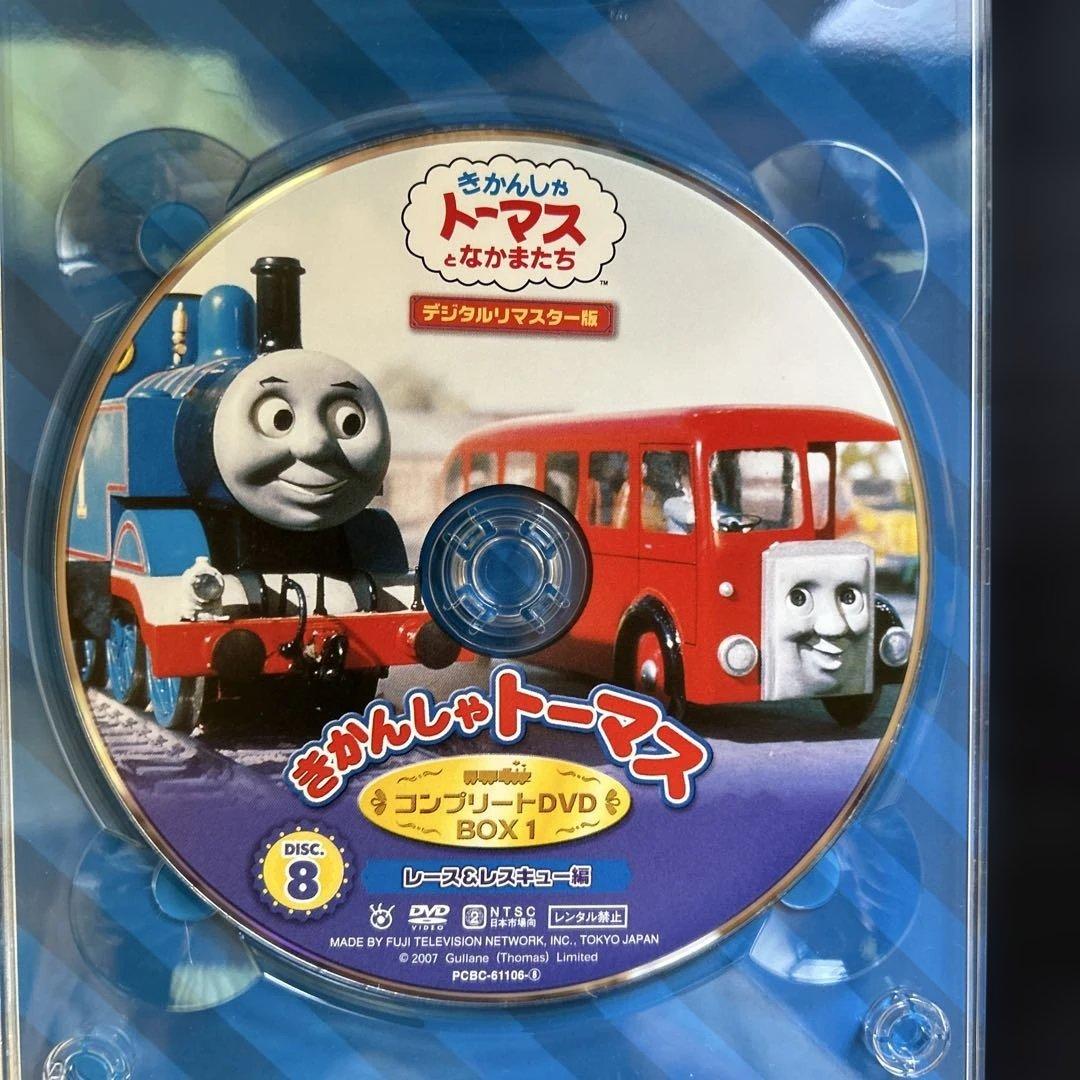 きかんしゃ
トーマス
となかまたち
™
デジタルリマスター版
1
きかんしゃトーマス
コンプリートDVD
BOX 1
DISC.
8
レース&レスキュー編
DVD
VIDEO
2
NTSC
日本市場向
レンタル禁止
MADE BY FUJI TELEVISION NETWORK, INC., TOKYO JAPAN
© 2007 Gullane (Thomas) Limited
PCBC-61106-⑧